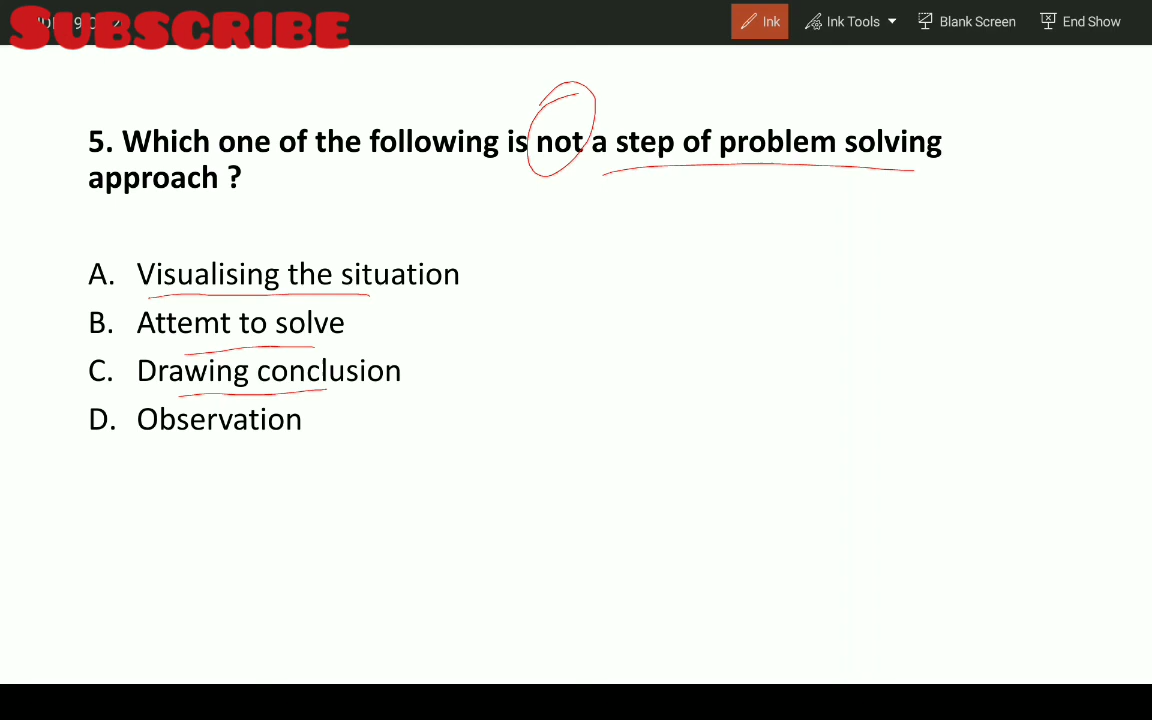 SUBSCRIBE
Ink
Ink Tools
Blank Screen
End Show
5. Which one of the following is not a step of problem solving
approach ?
A. Visualising the situation
B. Attemt to solve
C. Drawing conclusion
D. Observation